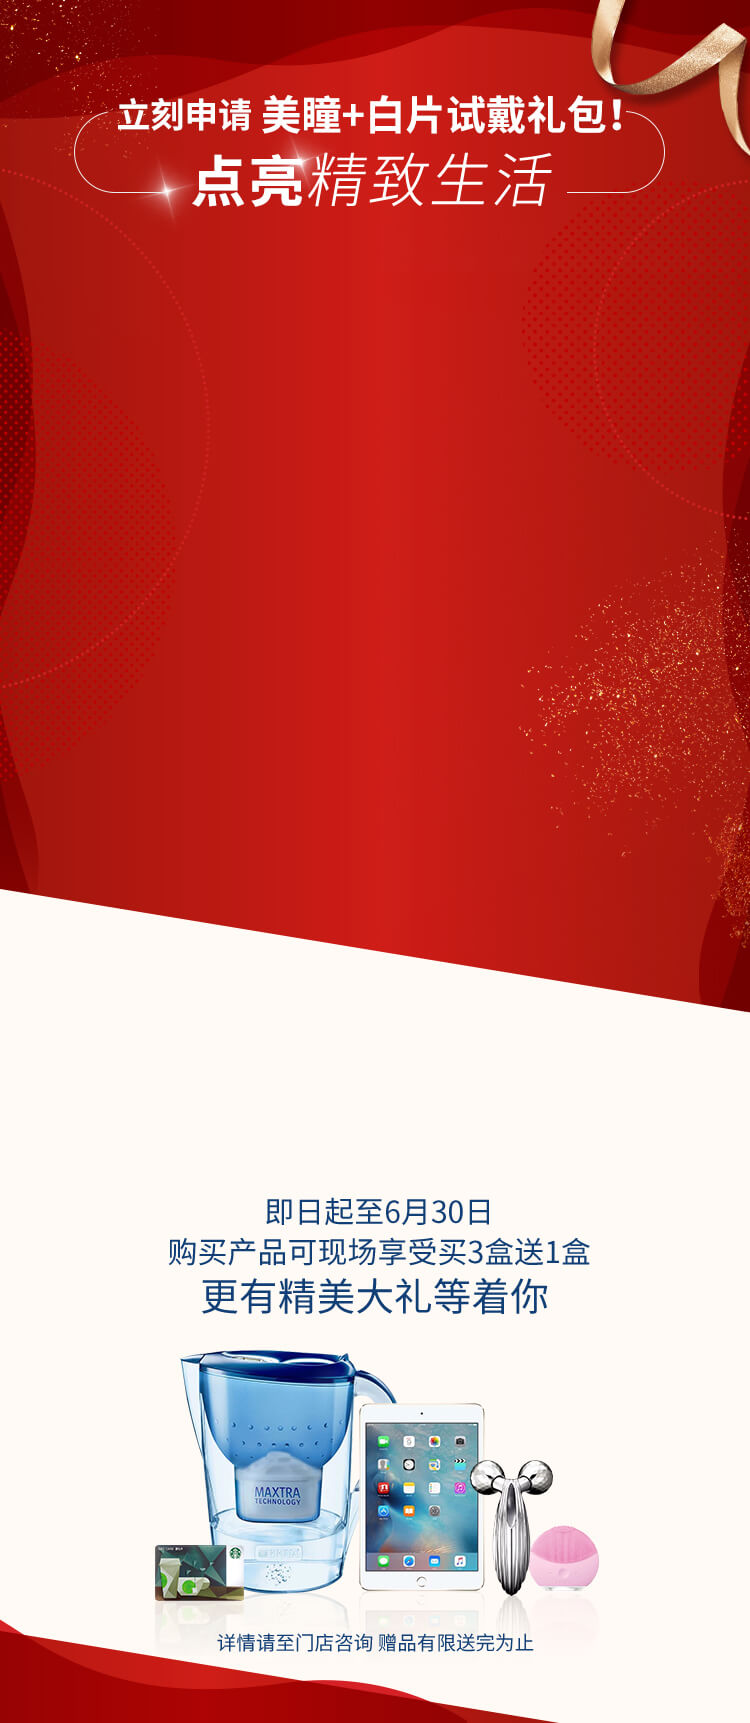 立刻申请 美瞳+白片试戴礼包!
点亮精致生活
即日起至6月30日
购买产品可现场享受买3盒送1盒
更有精美大礼等着你
MAXTRA
TECHNOLOGY
详情请至门店咨询 赠品有限送完为止